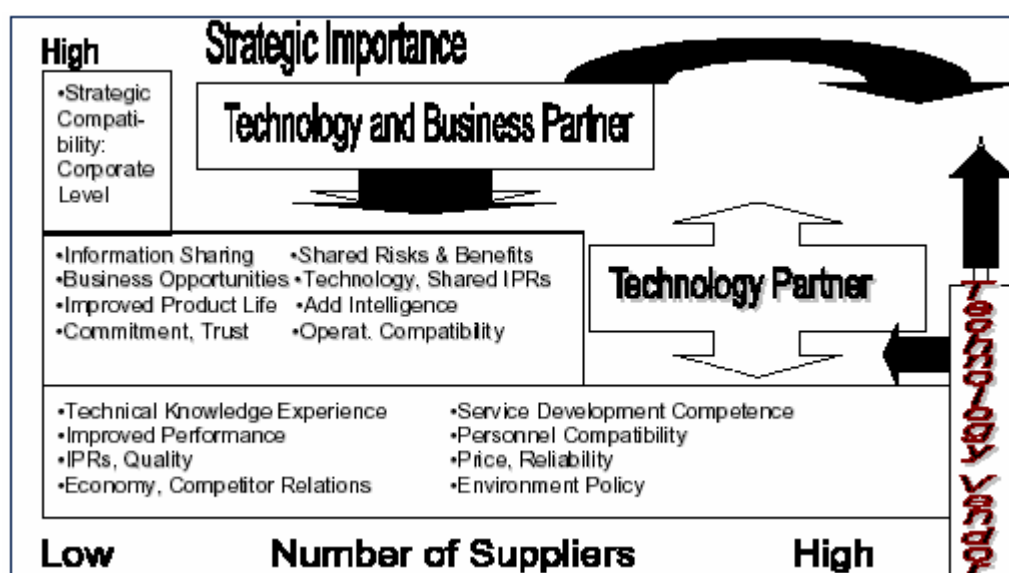 High
Strategic Importance
•Strategic
Compati-
bility:
Corporate
Level
Technology and Business Partner
•Information Sharing •Shared Risks & Benefits
•Business Opportunities •Technology, Shared IPRs
•Improved Product Life •Add Intelligence
•Commitment, Trust •Operat. Compatibility
Technology Partner
•Technical Knowledge Experience •Service Development Competence
•Improved Performance •Personnel Compatibility
•IPRs, Quality •Price, Reliability
•Economy, Competitor Relations •Environment Policy
Technology
Low Number of Suppliers High